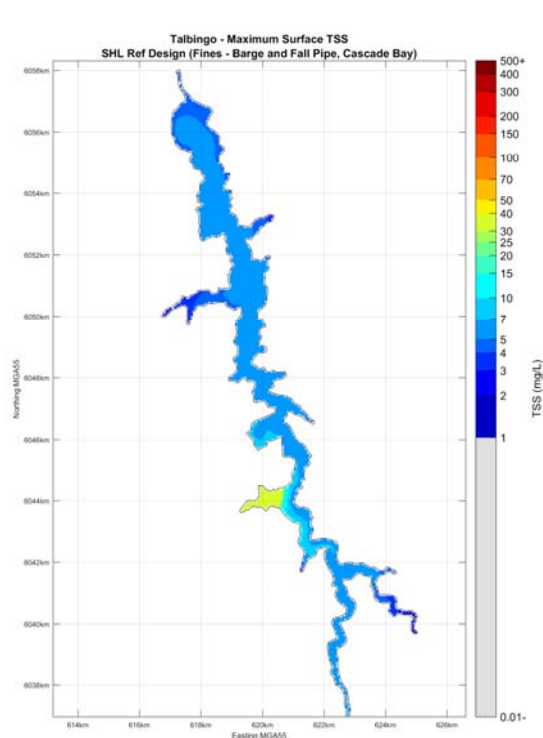 Talbingo - Maximum Surface TSS
SHL Ref Design (Fines - Barge and Fall Pipe, Cascade Bay)
6058km
6056km
6054km
6052km
6050km
6048km
6046km
6044km
6042km
6040km
6038km
Northing MGA55
614km
616km
618km
620km
622km
624km
626km
Easting MGA55
500+
400
300
200
150
100
70
50
40
30
25
20
15
10
7
5
4
3
2
1
0.01-
TSS (mg/L)